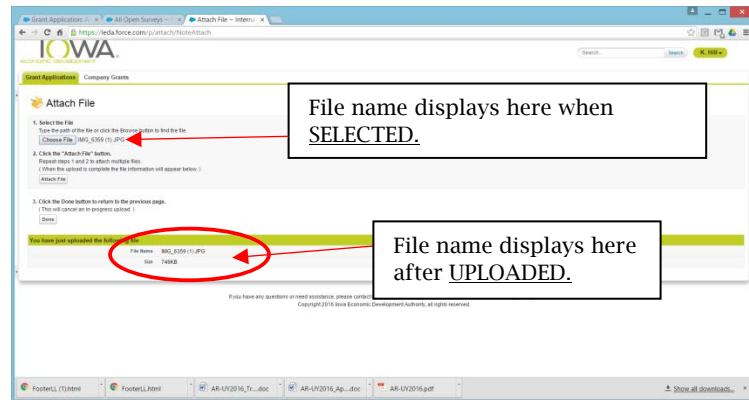 Grant Application: A
All Open Surveys ~
Attach File ~ Intern
https://ieda.force.com/p/attach/NoteAttach
IOWA.
economic development
Search...
Search
K. Hill
Grant Applications Company Grants
Attach File
File name displays here when
SELECTED.
1. Select the File
Type the path of the file or click the Browse button to find the file.
Choose File IMG_6359 (1).JPG
2. Click the "Attach File" button.
Repeat steps 1 and 2 to attach multiple files.
( When the upload is complete the file information will appear below. )
Attach File
3. Click the Done button to return to the previous page.
( This will cancel an in-progress upload. )
Done
You have just uploaded the following file
File Name IMG_6359 (1).JPG
Size 749KB
File name displays here
after UPLOADED.
If you have any questions or need assistance, please contact
Copyright 2016 Iowa Economic Development Authority, all rights reserved.
FooterLL (1).html
FooterLL.html
AR-UY2016_Tr....doc
AR-UY2016_Ap....doc
AR-UY2016.pdf
Show all downloads...